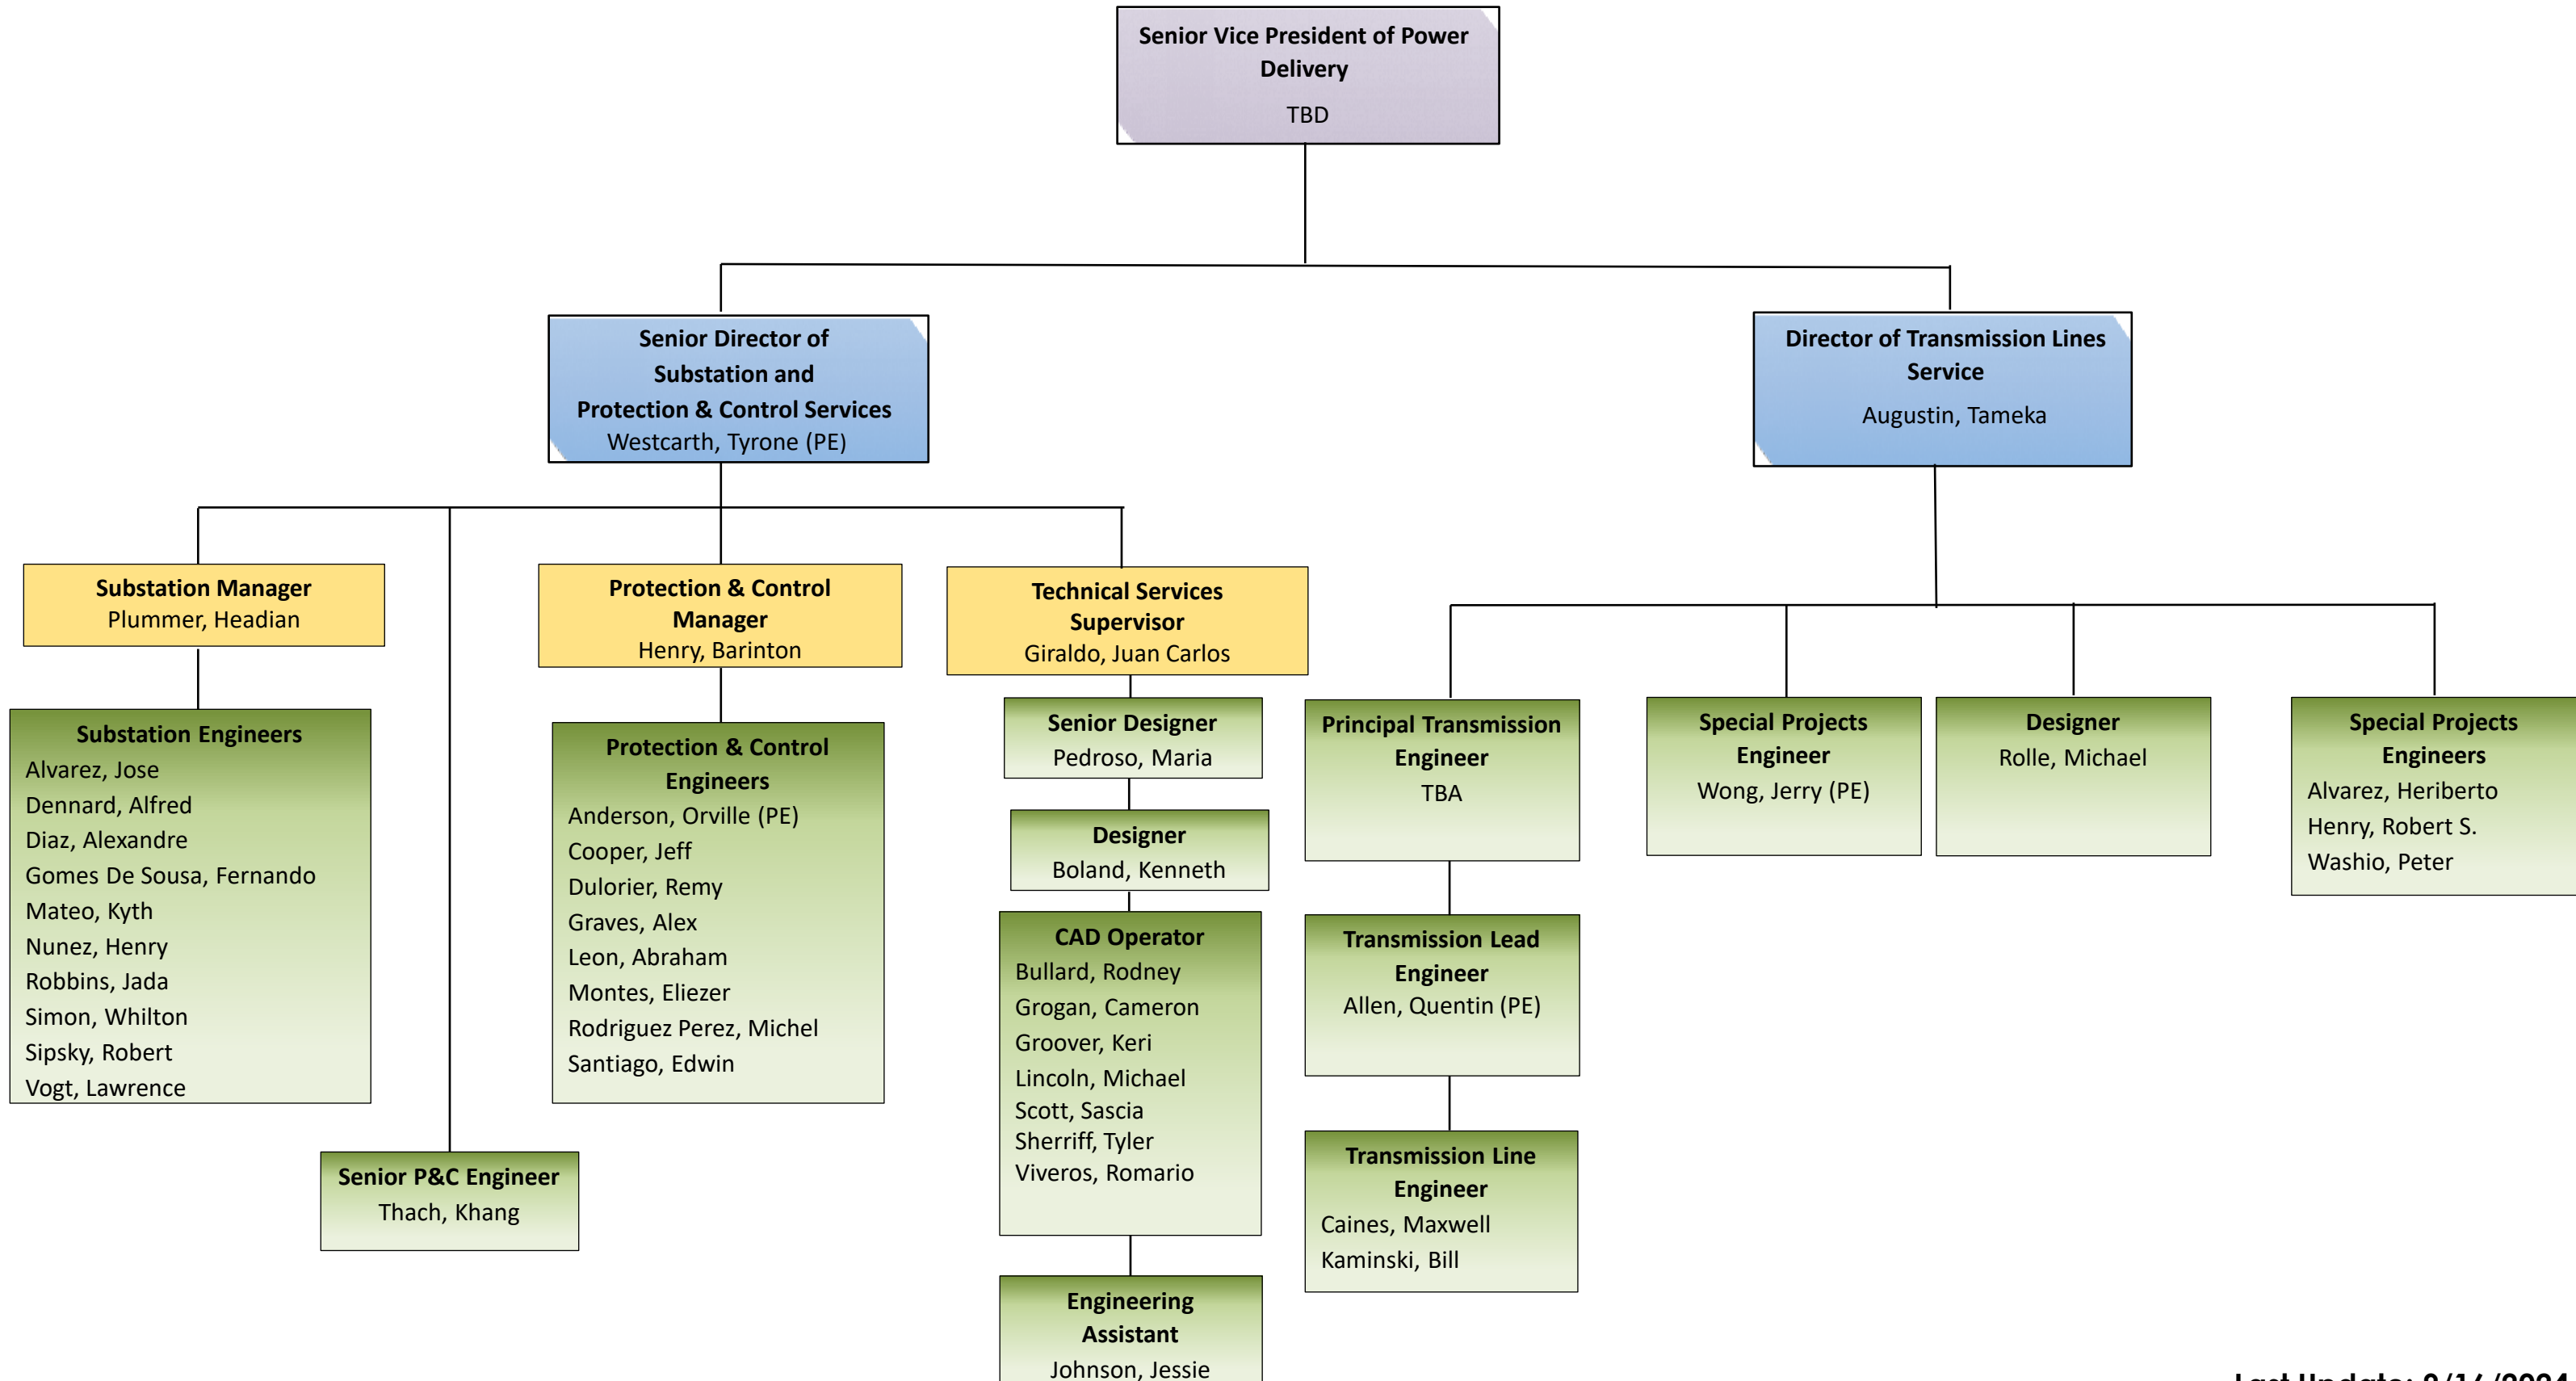 Senior Vice President of Power
Delivery
TBD
Senior Director of
Substation and
Protection & Control Services
Westcarth, Tyrone (PE)
Director of Transmission Lines
Service
Augustin, Tameka
Substation Manager
Plummer, Headian
Protection & Control
Manager
Henry, Barinton
Technical Services
Supervisor
Giraldo, Juan Carlos
Substation Engineers
Alvarez, Jose
Dennard, Alfred
Diaz, Alexandre
Gomes De Sousa, Fernando
Mateo, Kyth
Nunez, Henry
Robbins, Jada
Simon, Whilton
Sipsky, Robert
Vogt, Lawrence
Senior P&C Engineer
Thach, Khang
Protection & Control
Engineers
Anderson, Orville (PE)
Cooper, Jeff
Dulorier, Remy
Graves, Alex
Leon, Abraham
Montes, Eliezer
Rodriguez Perez, Michel
Santiago, Edwin
Senior Designer
Pedroso, Maria
Designer
Boland, Kenneth
CAD Operator
Bullard, Rodney
Grogan, Cameron
Groover, Keri
Lincoln, Michael
Scott, Sascia
Sherriff, Tyler
Viveros, Romario
Engineering
Assistant
Johnson, Jessie
Principal Transmission
Engineer
TBA
Transmission Lead
Engineer
Allen, Quentin (PE)
Transmission Line
Engineer
Caines, Maxwell
Kaminski, Bill
Special Projects
Engineer
Wong, Jerry (PE)
Designer
Rolle, Michael
Special Projects
Engineers
Alvarez, Heriberto
Henry, Robert S.
Washio, Peter
Last Update: